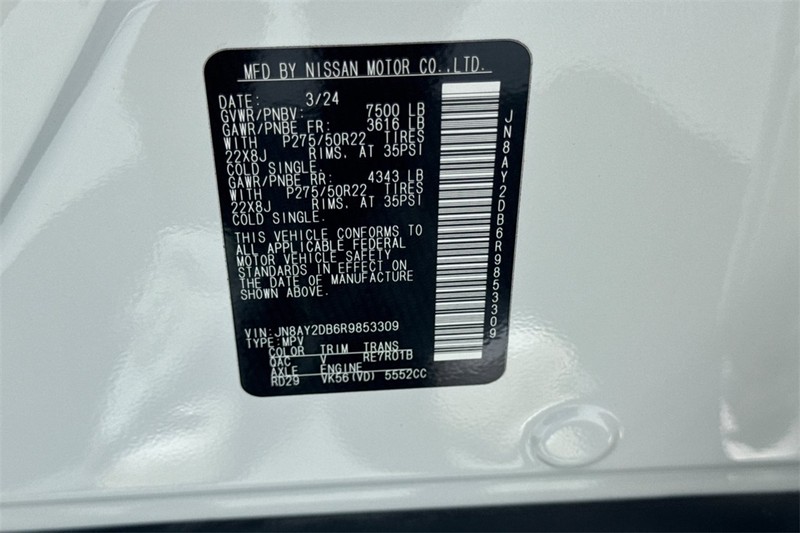 MFD BY NISSAN MOTOR CO.,LTD.
DATE: 3/24
GVWR/PNBV: 7500 LB
GAWR/PNBE FR: 3616 LB
WITH P275/50R22 TIRES
22X8J RIMS, AT 35PSI
COLD SINGLE.
GAWR/PNBE RR: 4343 LB
WITH P275/50R22 TIRES
22X8J RIMS, AT 35PSI
COLD SINGLE.
THIS VEHICLE CONFORMS TO
ALL APPLICABLE FEDERAL
MOTOR VEHICLE SAFETY
STANDARDS IN EFFECT ON
THE DATE OF MANUFACTURE
SHOWN ABOVE.
VIN:JN8AY2DB6R9853309
TYPE:MPV
COLOR TRIM TRANS
QAC V RE7R01B
AXLE ENGINE
RD29 VK56(VD) 5552CC
JN8AY2DB6R9853309